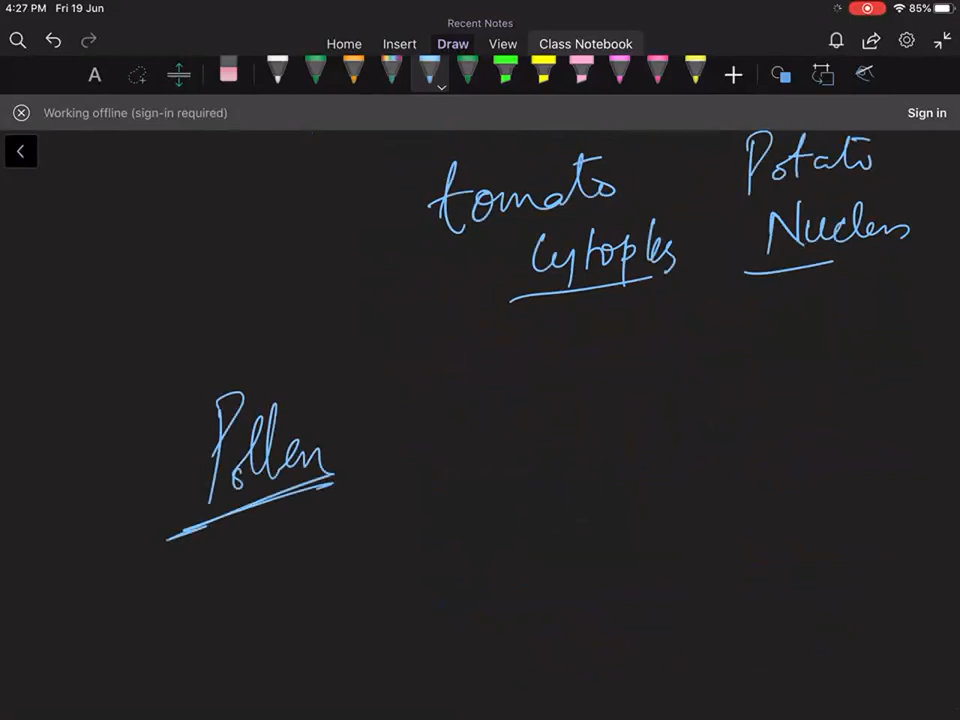 4:27 PM Fri 19 Jun
85%
Recent Notes
Home Insert Draw View Class Notebook
A
Working offline (sign-in required) Sign in
tomato Potato
Cytoples Nucleus
Pollen